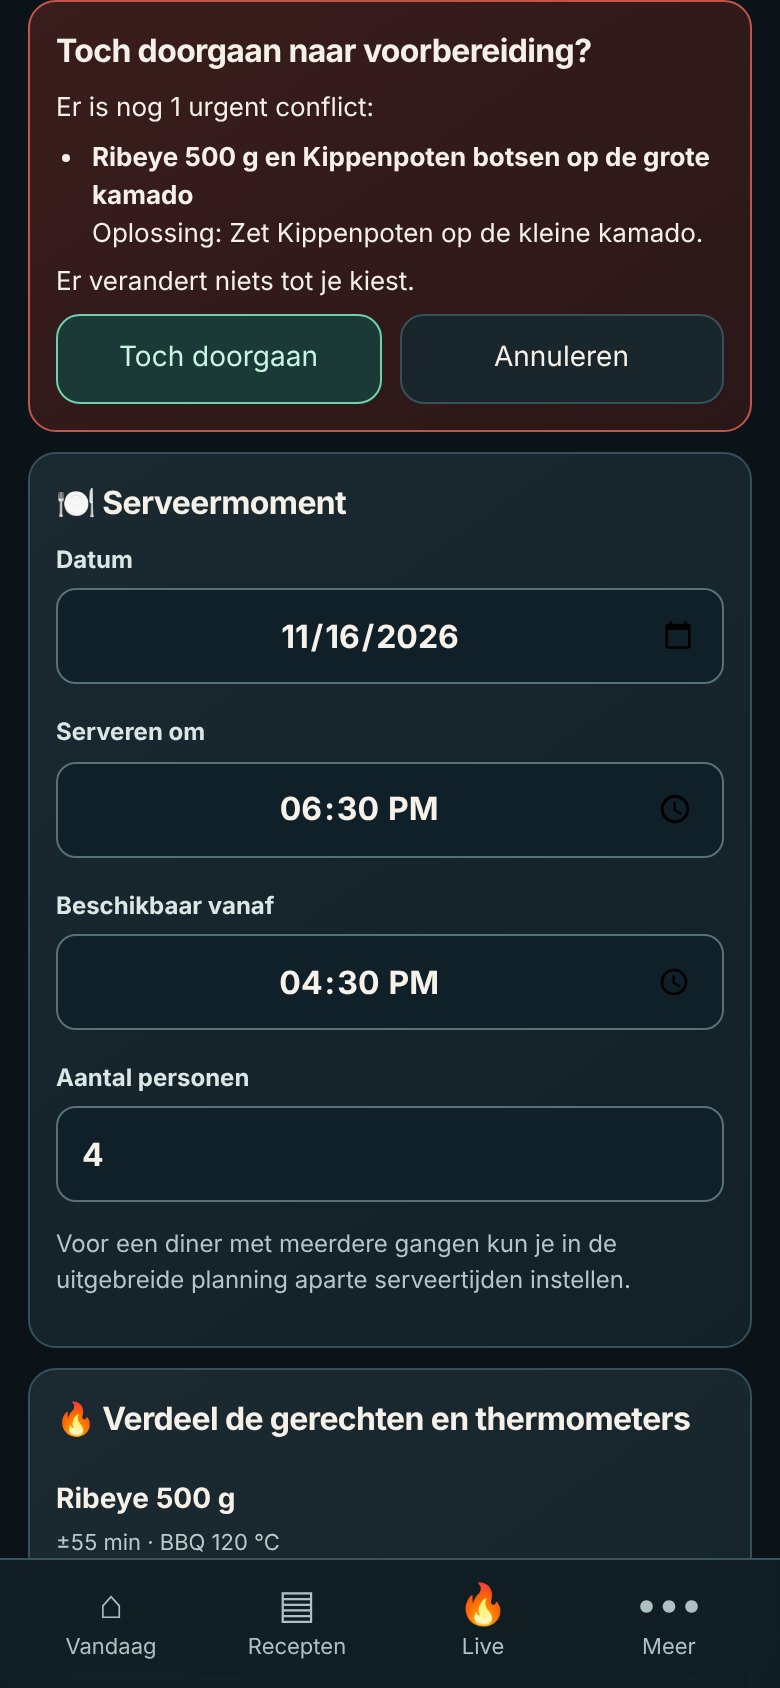 Toch doorgaan naar voorbereiding?
Er is nog 1 urgent conflict:
• Ribeye 500 g en Kippenpoten botsen op de grote
kamado
Oplossing: Zet Kippenpoten op de kleine kamado.
Er verandert niets tot je kiest.
Toch doorgaan
Annuleren
🍽️ Serveermoment
Datum
11/16/2026
Serveren om
06:30 PM
Beschikbaar vanaf
04:30 PM
Aantal personen
4
Voor een diner met meerdere gangen kun je in de
uitgebreide planning aparte serveertijden instellen.
🔥 Verdeel de gerechten en thermometers
Ribeye 500 g
±55 min · BBQ 120 °C
Vandaag
Recepten
Live
Meer